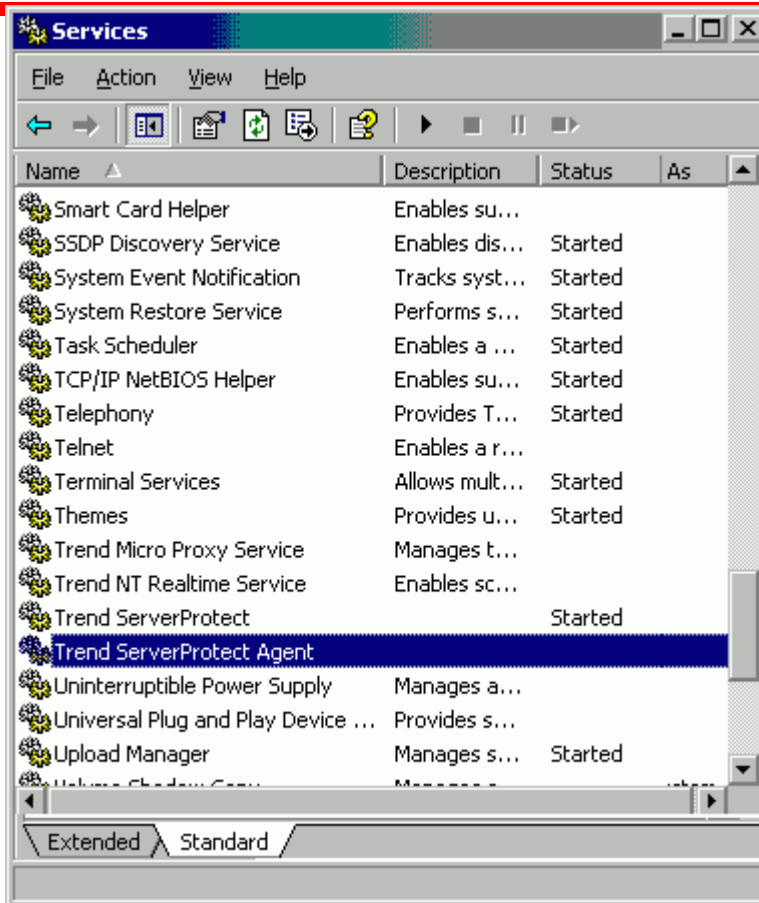 Services
File Action View Help
Name Description Status As
Smart Card Helper Enables su...
SSDP Discovery Service Enables dis... Started
System Event Notification Tracks syst... Started
System Restore Service Performs s... Started
Task Scheduler Enables a ... Started
TCP/IP NetBIOS Helper Enables su... Started
Telephony Provides T... Started
Telnet Enables a r...
Terminal Services Allows mult... Started
Themes Provides u... Started
Trend Micro Proxy Service Manages t...
Trend NT Realtime Service Enables sc...
Trend ServerProtect Started
Trend ServerProtect Agent
Uninterruptible Power Supply Manages a...
Universal Plug and Play Device ... Provides s...
Upload Manager Manages s... Started
Volume Shadow Copy
Extended Standard